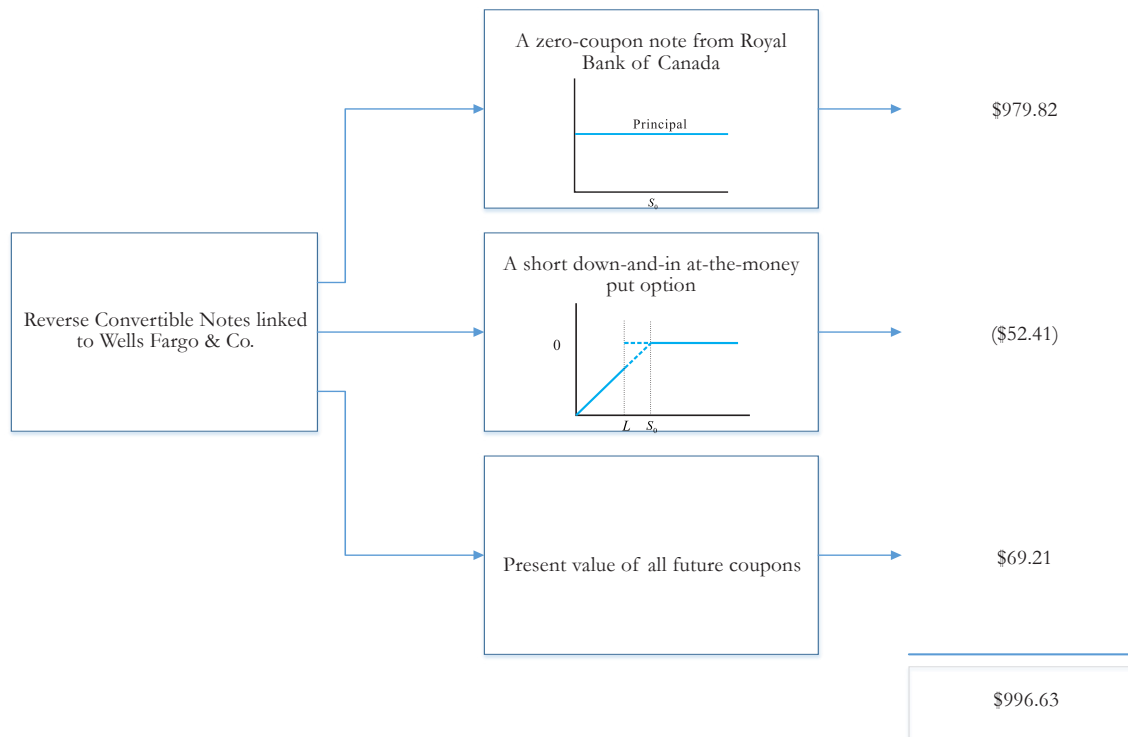 A zero-coupon note from Royal
Bank of Canada
Principal
S₀
$979.82
Reverse Convertible Notes linked
to Wells Fargo & Co.
A short down-and-in at-the-money
put option
0
L S₀
($52.41)
Present value of all future coupons
$69.21
$996.63